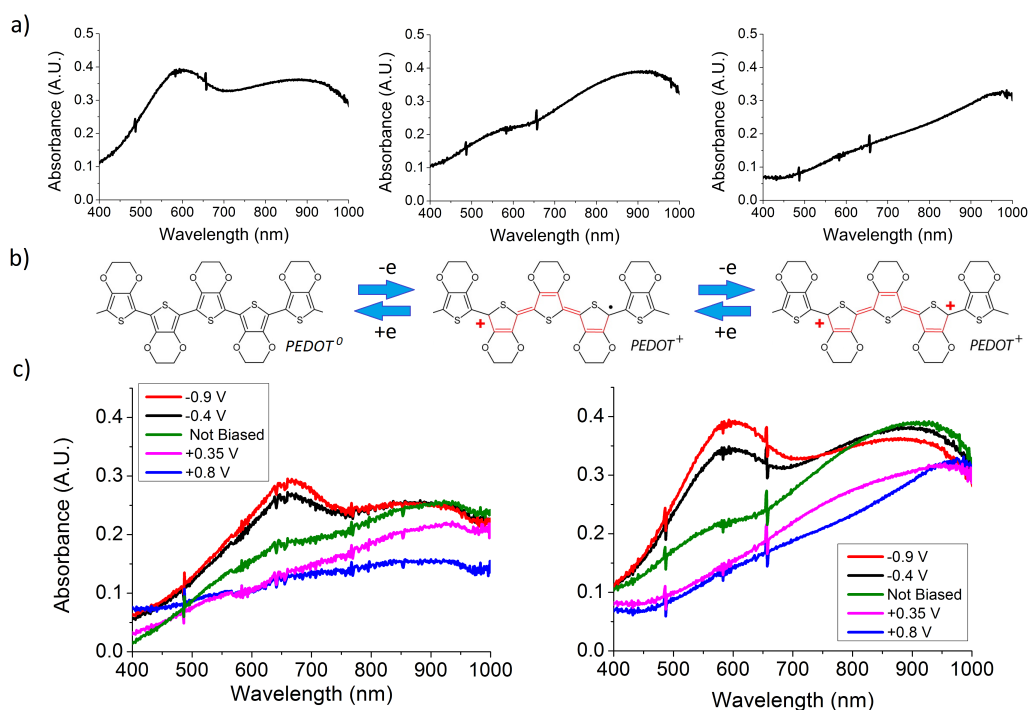 a)
0.5
0.4
0.3
0.2
0.1
0.0
Absorbance (A.U.)
400 500 600 700 800 900 1000
Wavelength (nm)
0.5
0.4
0.3
0.2
0.1
0.0
Absorbance (A.U.)
400 500 600 700 800 900 1000
Wavelength (nm)
0.5
0.4
0.3
0.2
0.1
0.0
Absorbance (A.U.)
400 500 600 700 800 900 1000
Wavelength (nm)
b)
O O O O O O
S S S S S
O O O O
PEDOT⁰
-e
+e
O O O O O O
S S S S S
+ •
O O O O
PEDOT⁺
-e
+e
O O O O O O
S S S S S
+ +
O O O O
PEDOT⁺
c)
-0.9 V
-0.4 V
Not Biased
+0.35 V
+0.8 V
0.4
0.3
0.2
0.1
0.0
Absorbance (A.U.)
400 500 600 700 800 900 1000
Wavelength (nm)
0.4
0.3
0.2
0.1
0.0
-0.9 V
-0.4 V
Not Biased
+0.35 V
+0.8 V
400 500 600 700 800 900 1000
Wavelength (nm)